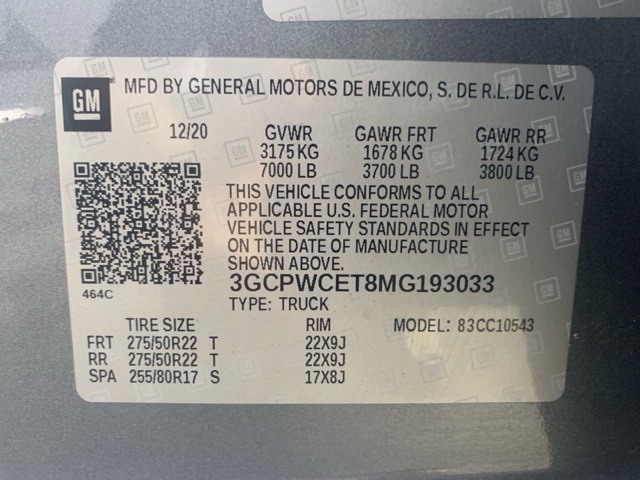 GM
MFD BY GENERAL MOTORS DE MEXICO, S. DE R.L. DE C.V.
12/20 GVWR GAWR FRT GAWR RR
3175 KG 1678 KG 1724 KG
7000 LB 3700 LB 3800 LB
THIS VEHICLE CONFORMS TO ALL
APPLICABLE U.S. FEDERAL MOTOR
VEHICLE SAFETY STANDARDS IN EFFECT
ON THE DATE OF MANUFACTURE
SHOWN ABOVE.
464C
3GCPWCET8MG193033
TYPE: TRUCK
TIRE SIZE RIM MODEL: 83CC10543
FRT 275/50R22 T 22X9J
RR 275/50R22 T 22X9J
SPA 255/80R17 S 17X8J